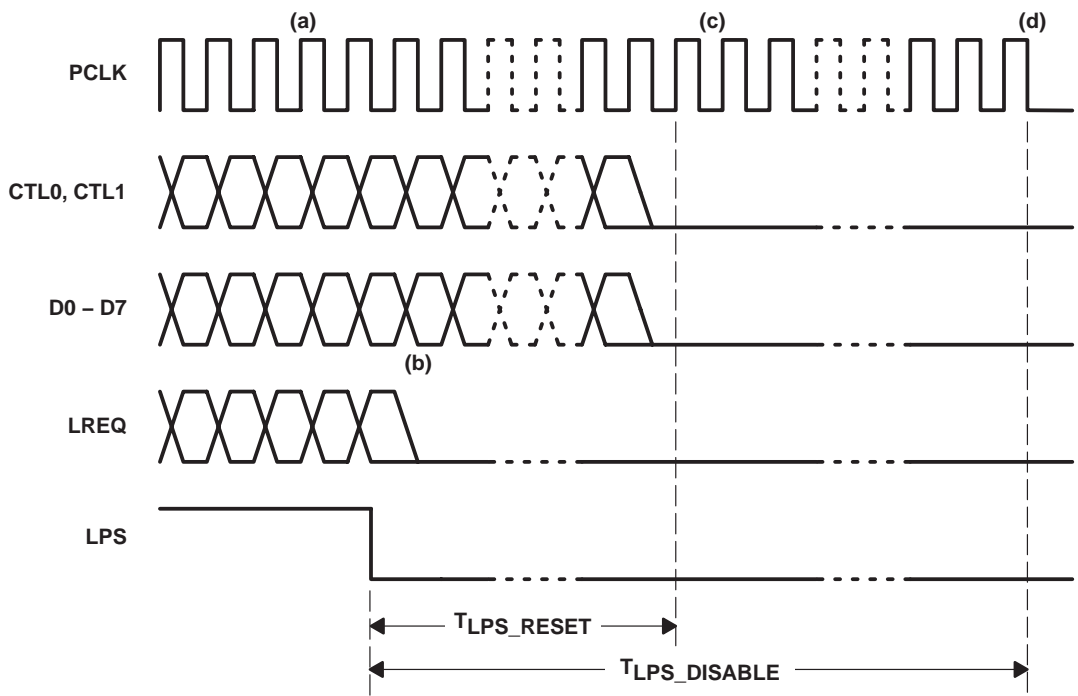 (a)
(c)
(d)
PCLK
CTL0, CTL1
D0 – D7
(b)
LREQ
LPS
TLPS_RESET
TLPS_DISABLE